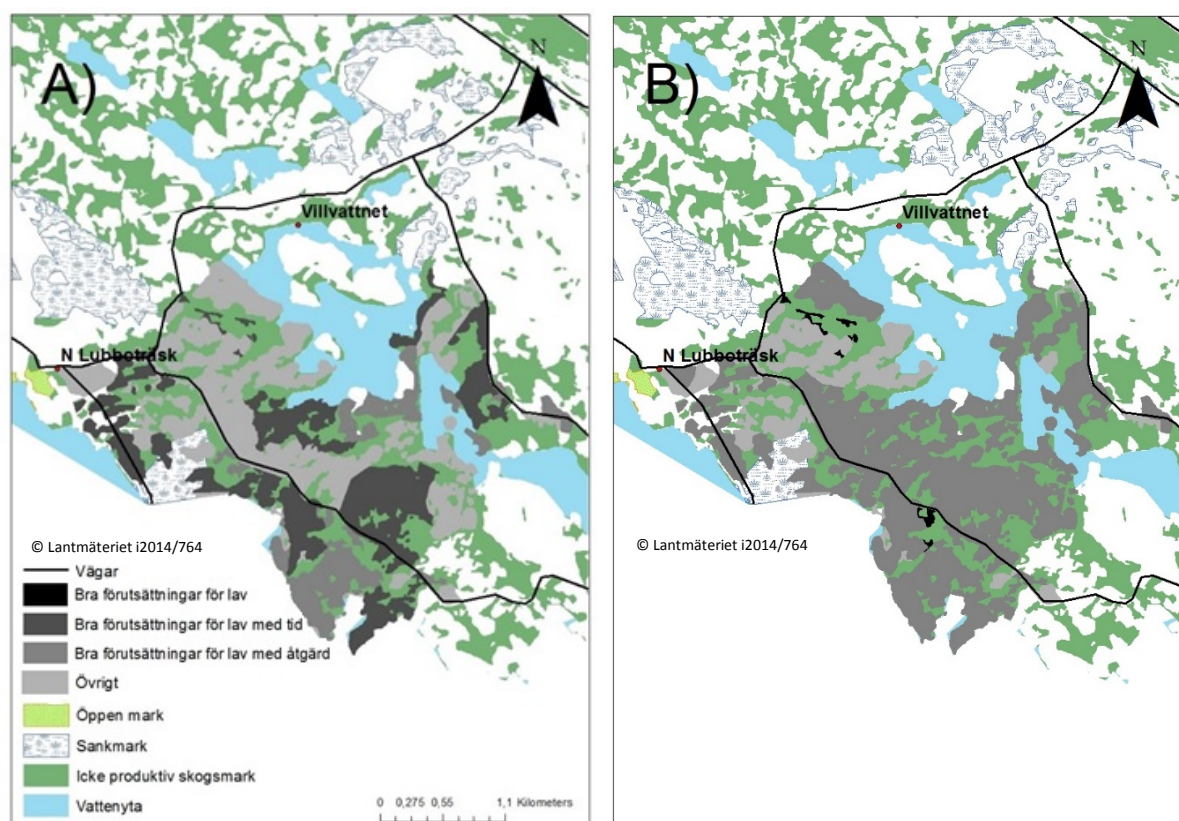 A)
N
Villvattnet
N Lubboträsk
© Lantmäteriet i2014/764
Vägar
Bra förutsättningar för lav
Bra förutsättningar för lav med tid
Bra förutsättningar för lav med åtgärd
Övrigt
Öppen mark
Sankmark
Icke produktiv skogsmark
Vattenyta
0 0,275 0,55 1,1 Kilometers
B)
N
Villvattnet
N Lubboträsk
© Lantmäteriet i2014/764